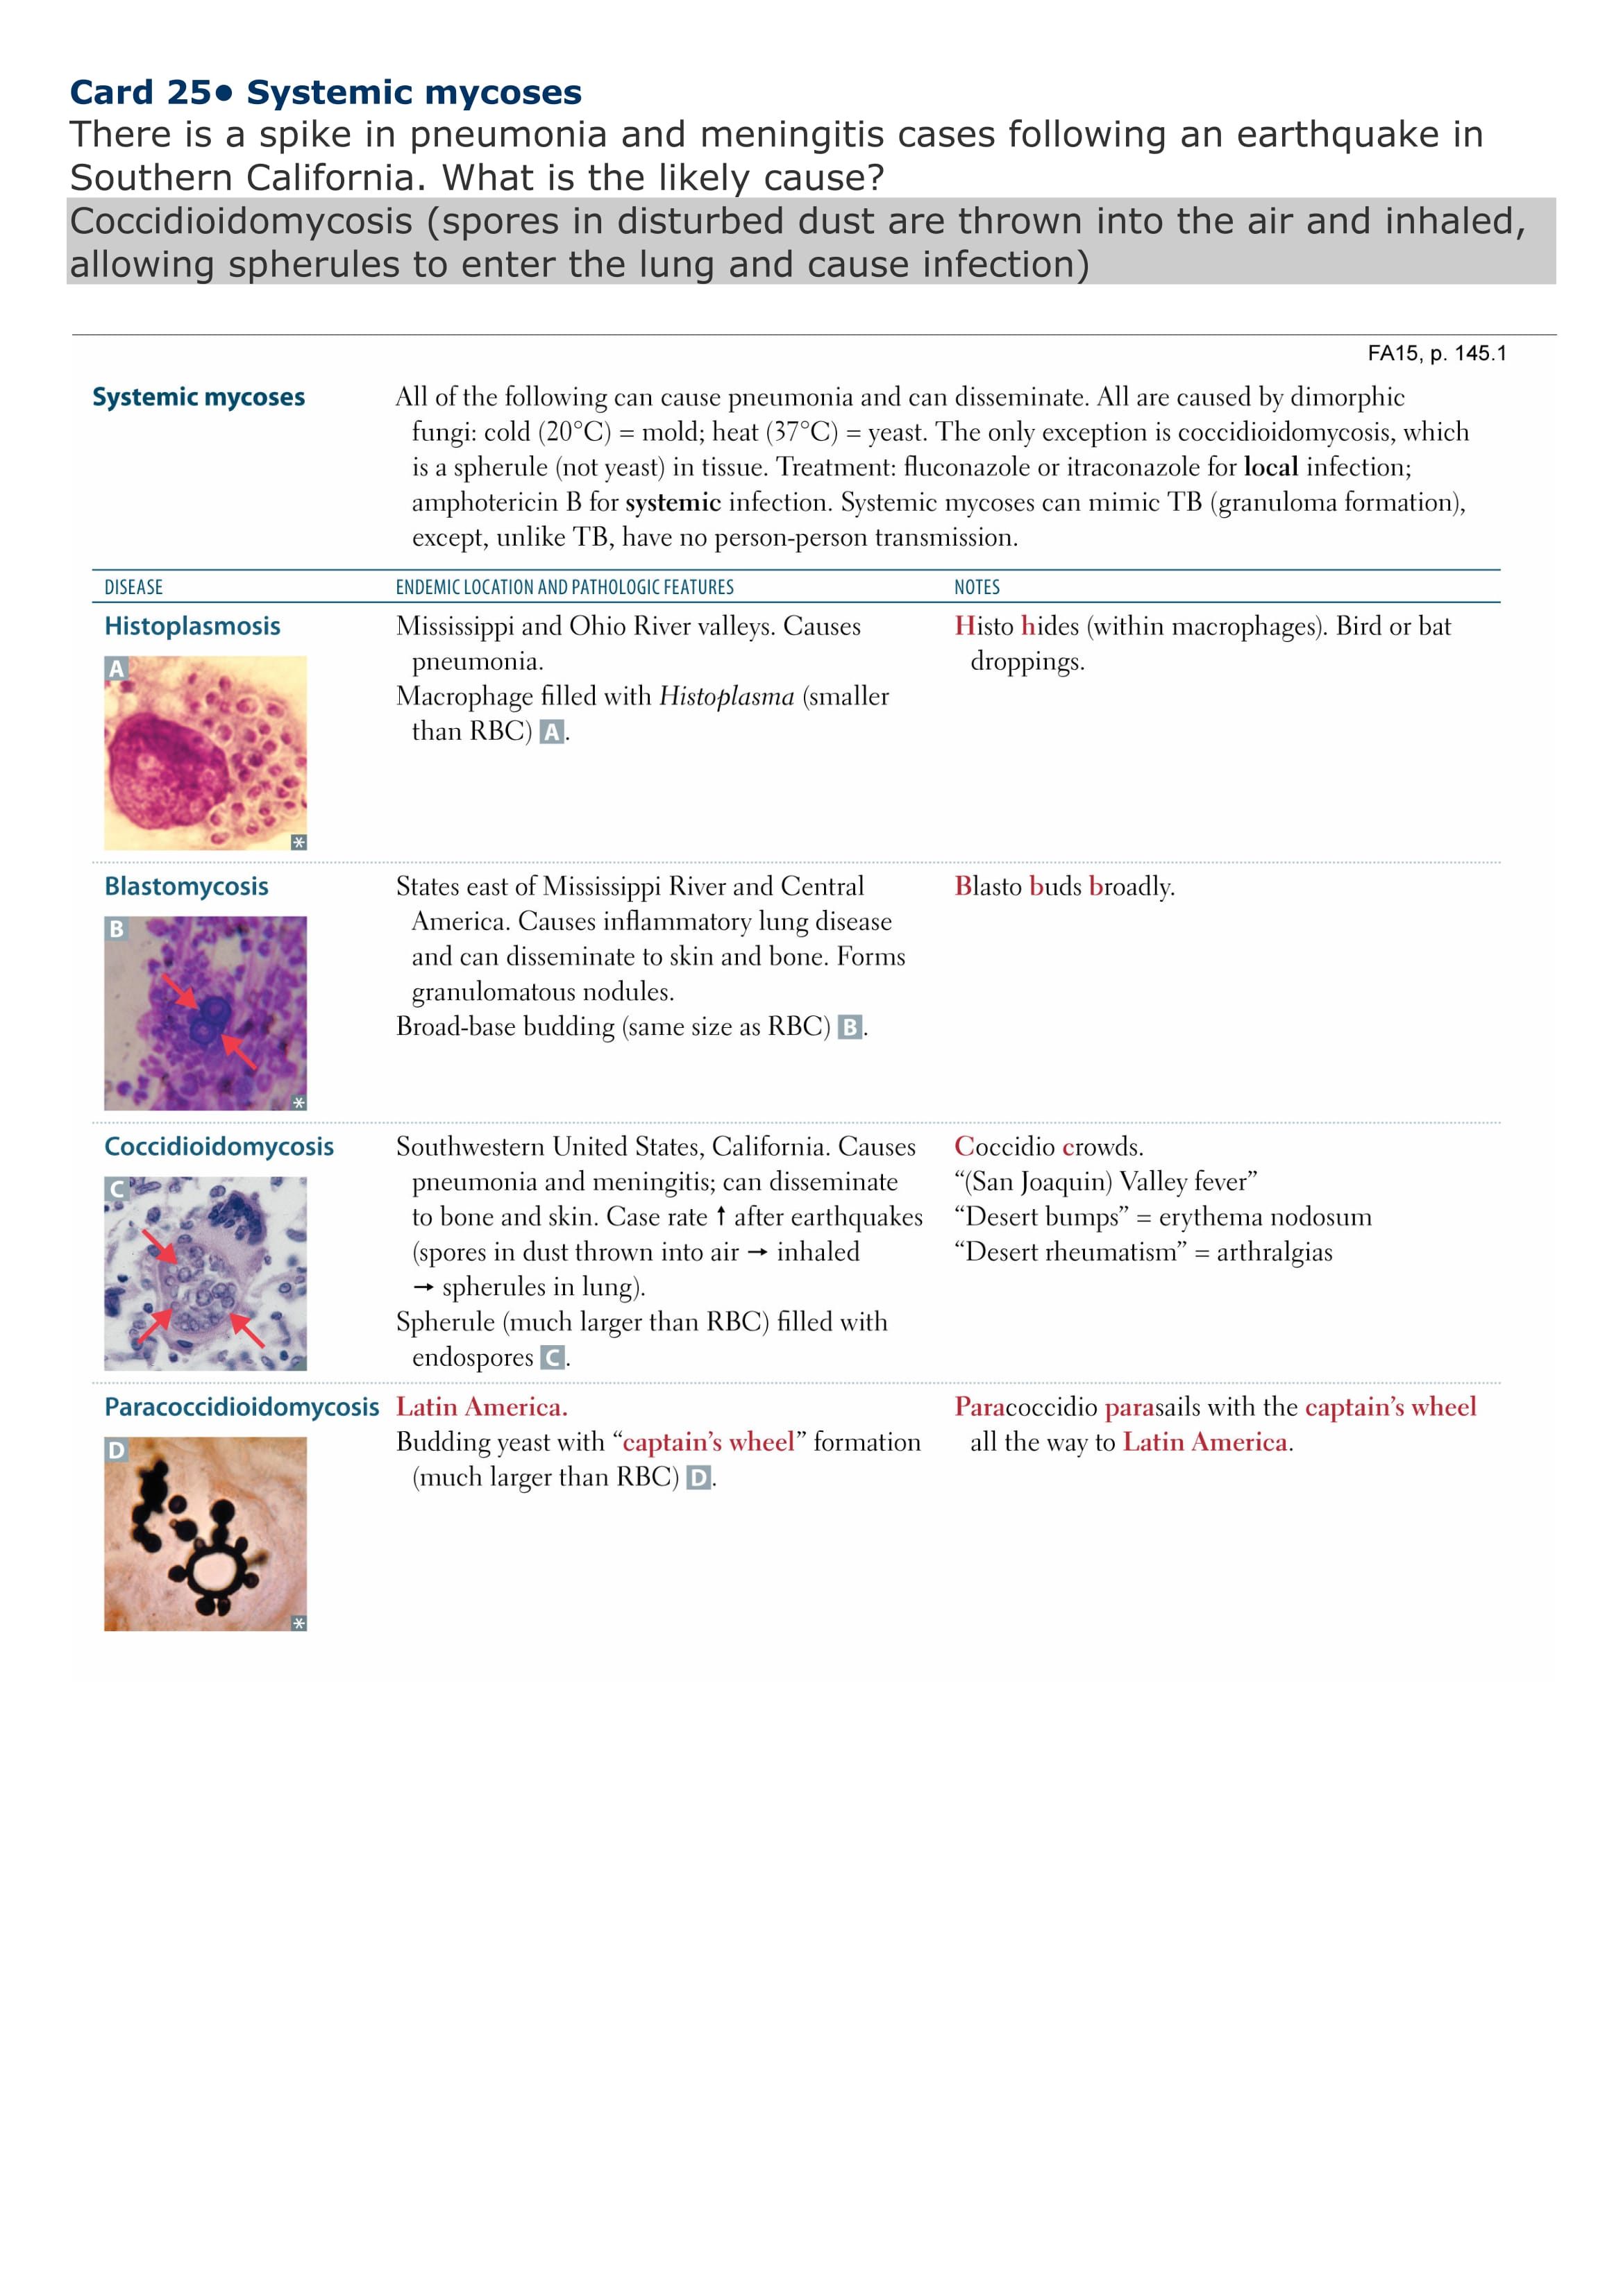 Card 25● Systemic mycoses
There is a spike in pneumonia and meningitis cases following an earthquake in
Southern California. What is the likely cause?
Coccidioidomycosis (spores in disturbed dust are thrown into the air and inhaled,
allowing spherules to enter the lung and cause infection)
FA15, p. 145.1
Systemic mycoses
All of the following can cause pneumonia and can disseminate. All are caused by dimorphic
fungi: cold (20°C) = mold; heat (37°C) = yeast. The only exception is coccidioidomycosis, which
is a spherule (not yeast) in tissue. Treatment: fluconazole or itraconazole for local infection;
amphotericin B for systemic infection. Systemic mycoses can mimic TB (granuloma formation),
except, unlike TB, have no person-person transmission.
DISEASE
ENDEMIC LOCATION AND PATHOLOGIC FEATURES
NOTES
Histoplasmosis
A
*
Mississippi and Ohio River valleys. Causes
pneumonia.
Macrophage filled with Histoplasma (smaller
than RBC) A.
Histo hides (within macrophages). Bird or bat
droppings.
Blastomycosis
B
*
States east of Mississippi River and Central
America. Causes inflammatory lung disease
and can disseminate to skin and bone. Forms
granulomatous nodules.
Broad-base budding (same size as RBC) B.
Blasto buds broadly.
Coccidioidomycosis
C
Southwestern United States, California. Causes
pneumonia and meningitis; can disseminate
to bone and skin. Case rate ↑ after earthquakes
(spores in dust thrown into air → inhaled
→ spherules in lung).
Spherule (much larger than RBC) filled with
endospores C.
Coccidio crowds.
“(San Joaquin) Valley fever”
“Desert bumps” = erythema nodosum
“Desert rheumatism” = arthralgias
Paracoccidioidomycosis
D
*
Latin America.
Budding yeast with “captain’s wheel” formation
(much larger than RBC) D.
Paracoccidio parasails with the captain’s wheel
all the way to Latin America.